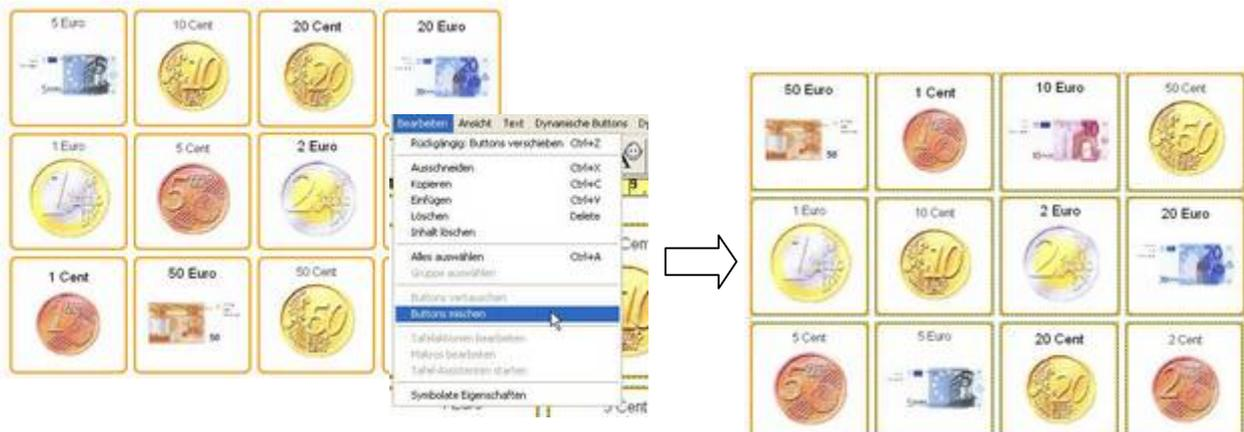 5 Euro
10 Cent
20 Cent
20 Euro
1 Euro
5 Cent
2 Euro
1 Cent
50 Euro
50 Cent
Bearbeiten Ansicht Text Dynamische Buttons
Rückgängig: Buttons verschieben Ctrl+Z
Ausschneiden Ctrl+X
Kopieren Ctrl+C
Einfügen Ctrl+V
Löschen Delete
Inhalt löschen
Alles auswählen Ctrl+A
Gruppe auswählen
Buttons vertauschen
Buttons mischen
Tafelaktionen bearbeiten
Makros bearbeiten
Tafel-Assistenten starten
Symbolate Eigenschaften
5 Cent
50 Euro
1 Cent
10 Euro
50 Cent
1 Euro
10 Cent
2 Euro
20 Euro
5 Cent
5 Euro
20 Cent
2 Cent